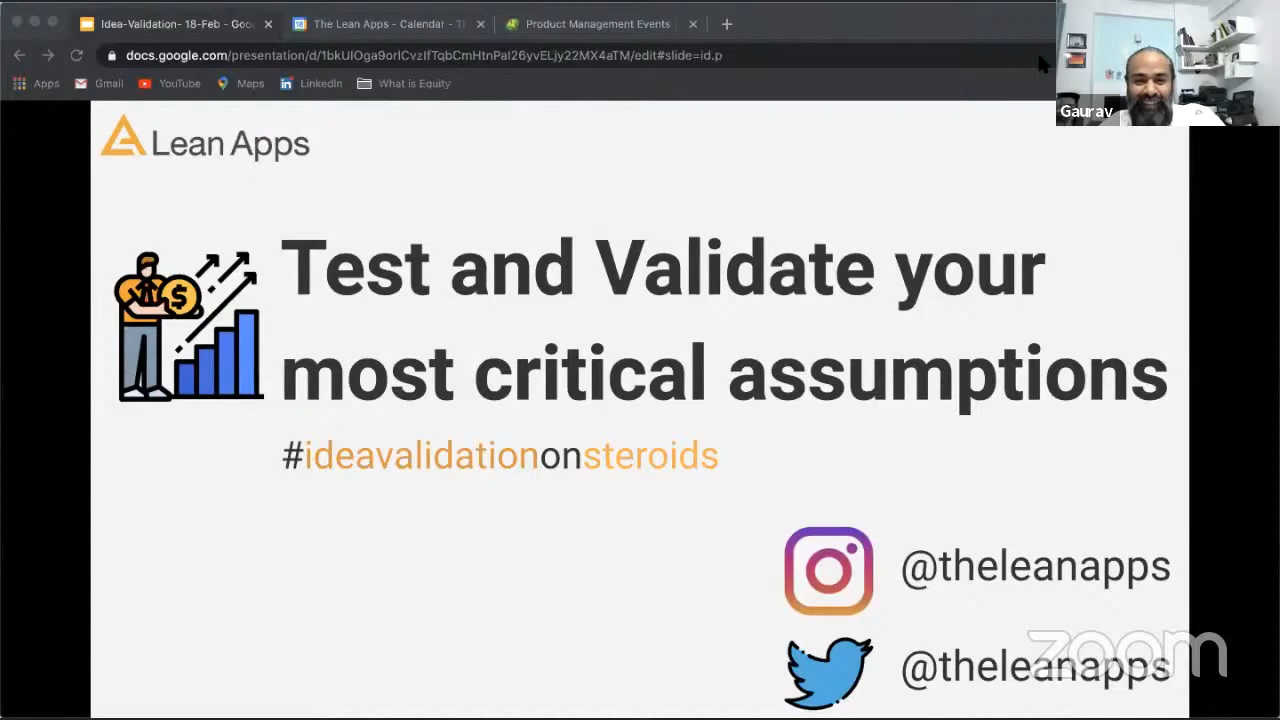 Idea-Validation- 18-Feb - Goo
The Lean Apps - Calendar - T
Product Management Events
docs.google.com/presentation/d/1bkUIOga9orlCvzIfTqbCmHtnPal26yvELjy22MX4aTM/edit#slide=id.p
Apps
Gmail
YouTube
Maps
LinkedIn
What is Equity
Gaurav
Lean Apps
Test and Validate your
most critical assumptions
#ideavalidationonsteroids
@theleanapps
@theleanapps
zoom